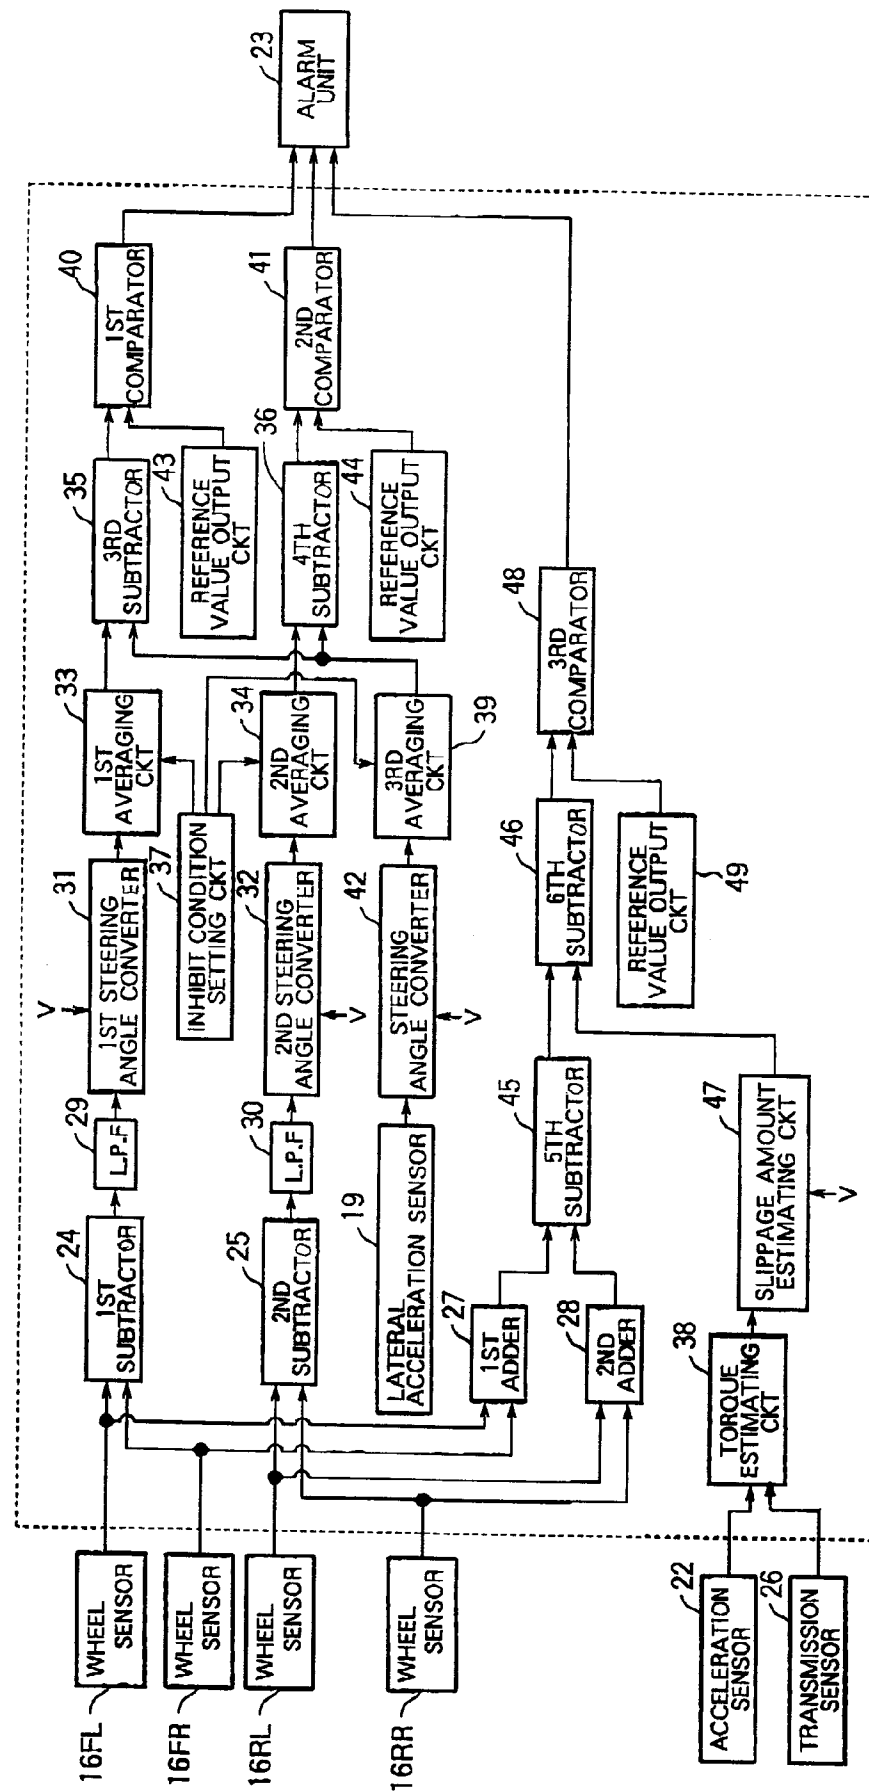 16FL
WHEEL
SENSOR
16FR
WHEEL
SENSOR
16RL
WHEEL
SENSOR
16RR
WHEEL
SENSOR
22
ACCELERATION
SENSOR
26
TRANSMISSION
SENSOR
24
1ST
SUBTRACTOR
29
L.P.F
V
31
1ST STEERING
ANGLE CONVERTER
33
1ST
AVERAGING
CKT
35
3RD
SUBTRACTOR
40
1ST
COMPARATOR
37
INHIBIT CONDITION
SETTING CKT
43
REFERENCE
VALUE OUTPUT
CKT
25
2ND
SUBTRACTOR
30
L.P.F
32
2ND STEERING
ANGLE CONVERTER
V
34
2ND
AVERAGING
CKT
36
4TH
SUBTRACTOR
41
2ND
COMPARATOR
44
REFERENCE
VALUE OUTPUT
CKT
19
LATERAL
ACCELERATION SENSOR
42
STEERING
ANGLE CONVERTER
V
3RD
AVERAGING
CKT
39
27
1ST
ADDER
28
2ND
ADDER
45
5TH
SUBTRACTOR
46
6TH
SUBTRACTOR
48
3RD
COMPARATOR
REFERENCE
VALUE OUTPUT
CKT
49
38
TORQUE
ESTIMATING
CKT
47
SLIPPAGE AMOUNT
ESTIMATING CKT
V
23
ALARM
UNIT